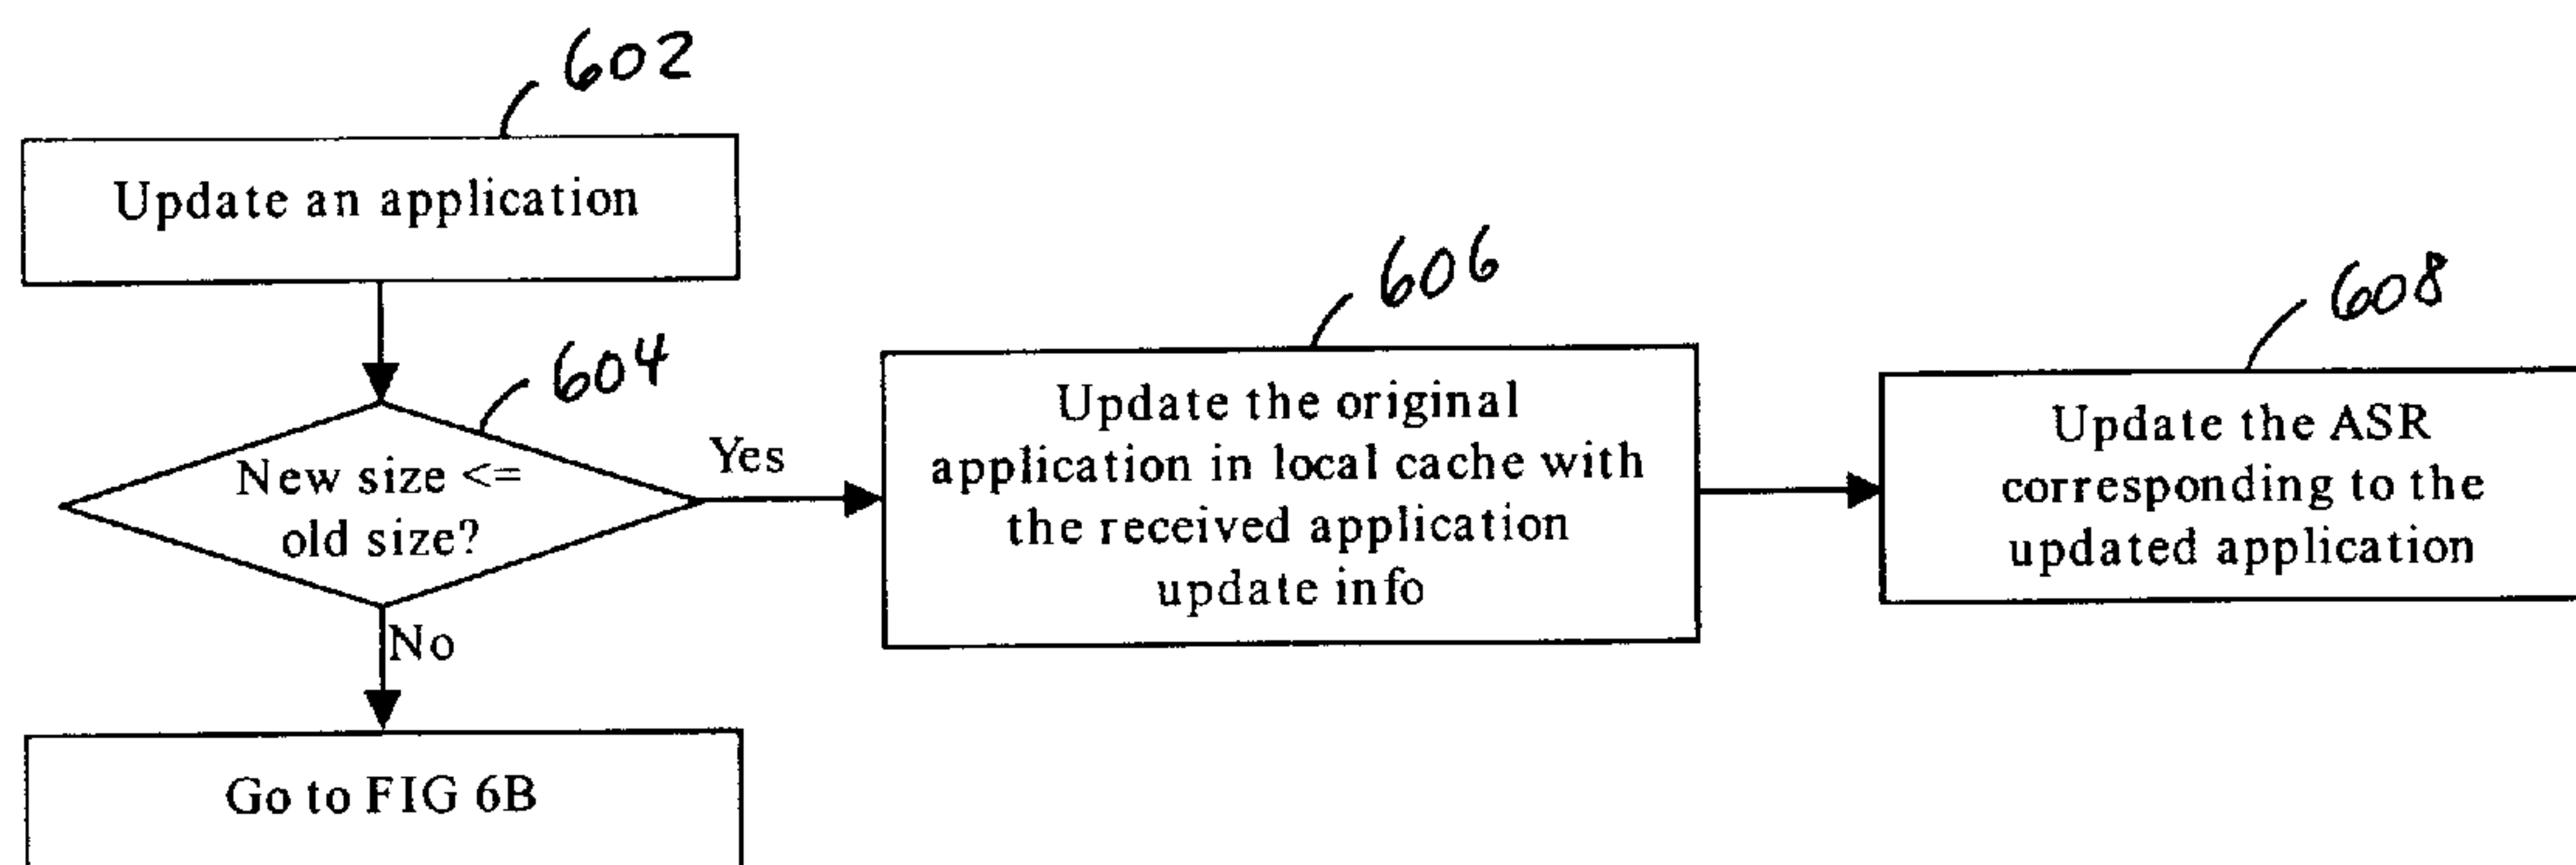 602
Update an application
604
New size <=
old size?
Yes
No
606
Update the original
application in local cache with
the received application
update info
608
Update the ASR
corresponding to the
updated application
Go to FIG 6B